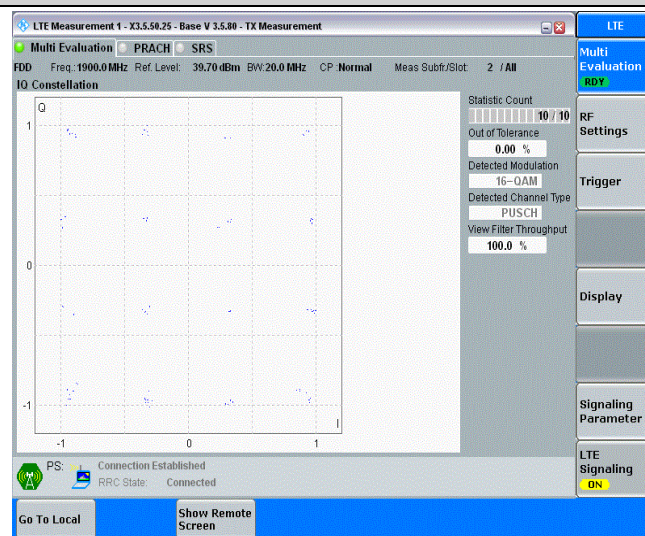 LTE Measurement 1 - X3.5.50.25 - Base V 3.5.80 - TX Measurement
LTE
Multi Evaluation PRACH SRS
Multi
Evaluation
RDY
FDD Freq.: 1900.0 MHz Ref. Level: 39.70 dBm BW: 20.0 MHz CP : Normal Meas Subfr./Slot: 2 / All
IQ Constellation
Q
1
0
-1
I
-1 0 1
Statistic Count
10 / 10
Out of Tolerance
0.00 %
Detected Modulation
16-QAM
Detected Channel Type
PUSCH
View Filter Throughput
100.0 %
RF
Settings
Trigger
Display
Signaling
Parameter
LTE
Signaling
ON
PS: Connection Established
RRC State: Connected
Go To Local
Show Remote
Screen